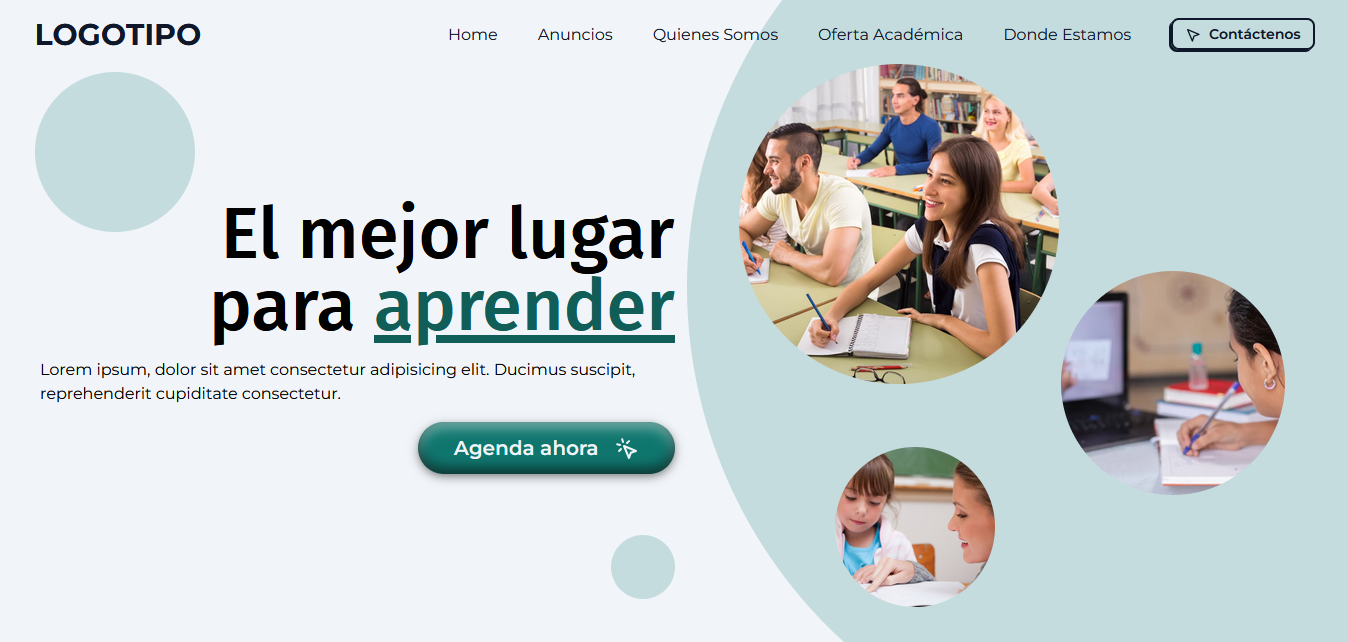 LOGOTIPO
Home
Anuncios
Quienes Somos
Oferta Académica
Donde Estamos
Contáctenos
El mejor lugar
para aprender
Lorem ipsum, dolor sit amet consectetur adipisicing elit. Ducimus suscipit,
reprehenderit cupiditate consectetur.
Agenda ahora